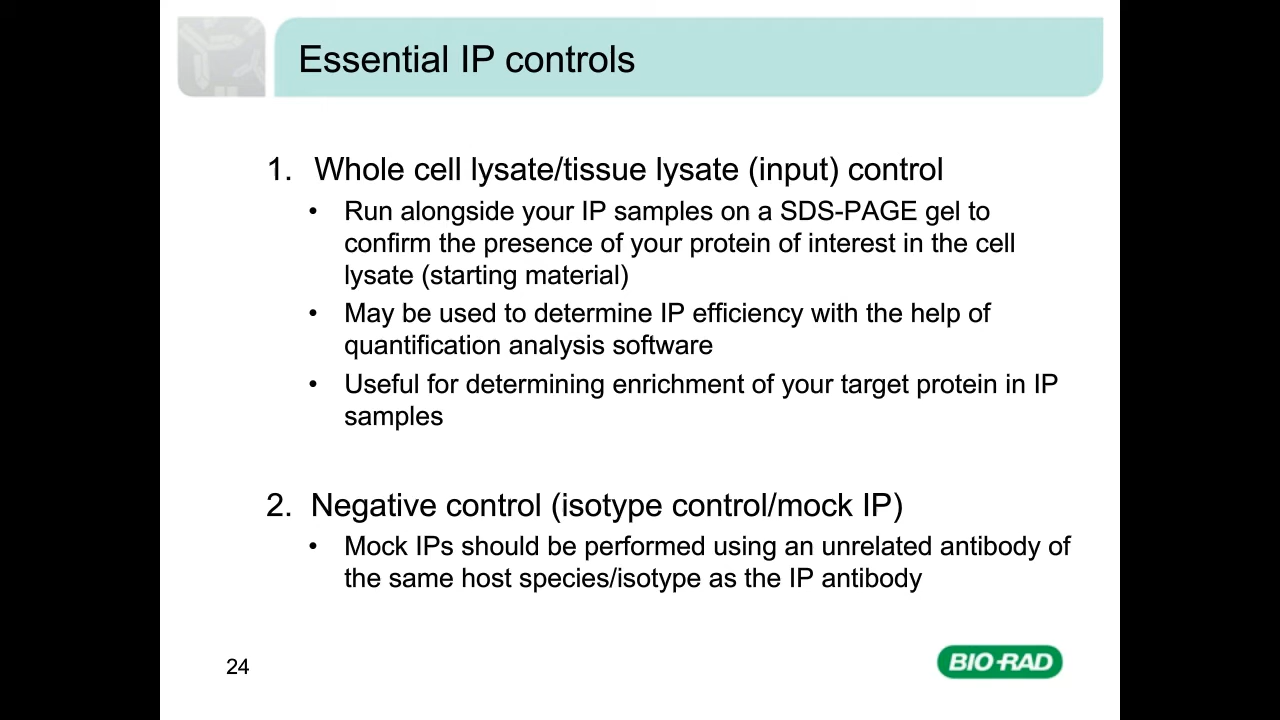 Essential IP controls
1. Whole cell lysate/tissue lysate (input) control
• Run alongside your IP samples on a SDS-PAGE gel to
confirm the presence of your protein of interest in the cell
lysate (starting material)
• May be used to determine IP efficiency with the help of
quantification analysis software
• Useful for determining enrichment of your target protein in IP
samples
2. Negative control (isotype control/mock IP)
• Mock IPs should be performed using an unrelated antibody of
the same host species/isotype as the IP antibody
24
BIO-RAD